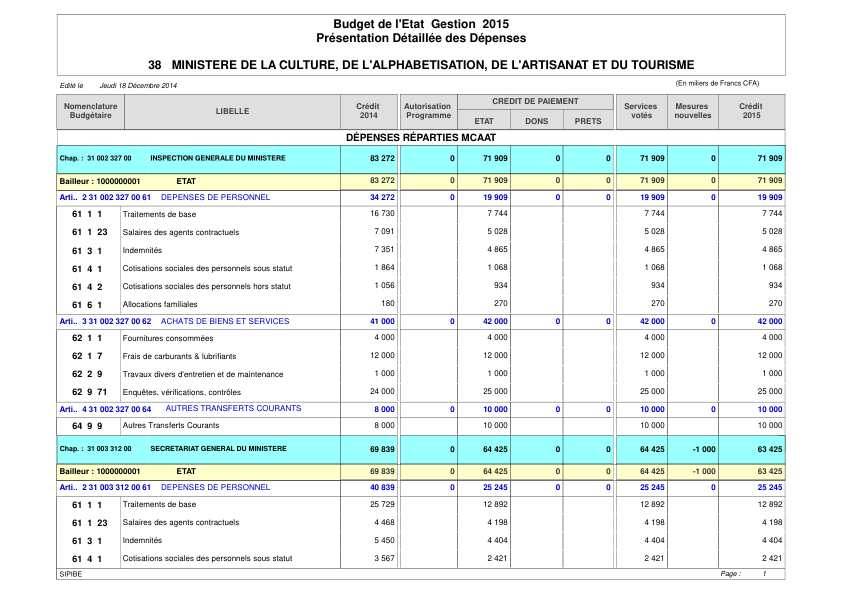 Budget de l'Etat Gestion 2015
Présentation Détaillée des Dépenses
38 MINISTERE DE LA CULTURE, DE L'ALPHABETISATION, DE L'ARTISANAT ET DU TOURISME
Edité le Jeudi 18 Décembre 2014 (En miliers de Francs CFA)
Nomenclature Budgétaire LIBELLE Crédit 2014 Autorisation Programme CREDIT DE PAIEMENT ETAT DONS PRETS Services votés Mesures nouvelles Crédit 2015
DÉPENSES RÉPARTIES MCAAT
Chap. : 31 002 327 00 INSPECTION GENERALE DU MINISTERE 83 272 0 71 909 0 0 71 909 0 71 909
Bailleur : 1000000001 ETAT 83 272 0 71 909 0 0 71 909 0 71 909
Arti.. 2 31 002 327 00 61 DEPENSES DE PERSONNEL 34 272 0 19 909 0 0 19 909 0 19 909
61 1 1 Traitements de base 16 730 7 744 7 744 7 744
61 1 23 Salaires des agents contractuels 7 091 5 028 5 028 5 028
61 3 1 Indemnités 7 351 4 865 4 865 4 865
61 4 1 Cotisations sociales des personnels sous statut 1 864 1 068 1 068 1 068
61 4 2 Cotisations sociales des personnels hors statut 1 056 934 934 934
61 6 1 Allocations familiales 180 270 270 270
Arti.. 3 31 002 327 00 62 ACHATS DE BIENS ET SERVICES 41 000 0 42 000 0 0 42 000 0 42 000
62 1 1 Fournitures consommées 4 000 4 000 4 000 4 000
62 1 7 Frais de carburants & lubrifiants 12 000 12 000 12 000 12 000
62 2 9 Travaux divers d'entretien et de maintenance 1 000 1 000 1 000 1 000
62 9 71 Enquêtes, vérifications, contrôles 24 000 25 000 25 000 25 000
Arti.. 4 31 002 327 00 64 AUTRES TRANSFERTS COURANTS 8 000 0 10 000 0 0 10 000 0 10 000
64 9 9 Autres Transferts Courants 8 000 10 000 10 000 10 000
Chap. : 31 003 312 00 SECRETARIAT GENERAL DU MINISTERE 69 839 0 64 425 0 0 64 425 -1 000 63 425
Bailleur : 1000000001 ETAT 69 839 0 64 425 0 0 64 425 -1 000 63 425
Arti.. 2 31 003 312 00 61 DEPENSES DE PERSONNEL 40 839 0 25 245 0 0 25 245 0 25 245
61 1 1 Traitements de base 25 729 12 892 12 892 12 892
61 1 23 Salaires des agents contractuels 4 468 4 198 4 198 4 198
61 3 1 Indemnités 5 450 4 404 4 404 4 404
61 4 1 Cotisations sociales des personnels sous statut 3 567 2 421 2 421 2 421
SIPIBE Page : 1